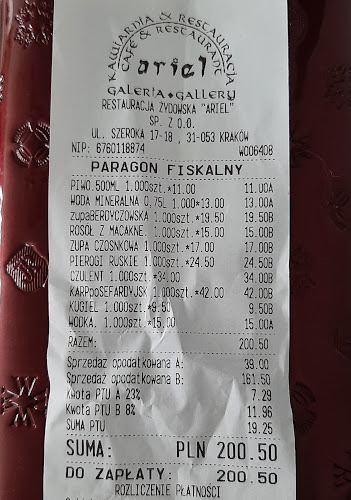 KAWIARNIA & RESTAURACJA
CAFE & RESTAURANT
ariel
GALERIA◆GALLERY
RESTAURACJA ŻYDOWSKA "ARIEL"
SP. Z O.O.
UL. SZEROKA 17-18 , 31-053 KRAKÓW
NIP: 6760118874 W006408
PARAGON FISKALNY
PIWO.500ML 1.000szt.*11.00 11.00A
WODA MINERALNA 0,75L 1.000*13.00 13.00A
zupaBERDYCZOWSKA 1.000szt.*19.50 19.50B
ROSÓŁ Z MACAKNE. 1.000szt.*15.00 15.00B
ZUPA CZOSNKOWA 1.000szt.*17.00 17.00B
PIEROGI RUSKIE 1.000szt.*24.50 24.50B
CZULENT 1.000szt.*34.00 34.00B
KARPpoSEFARDYJSK 1.000szt.*42.00 42.00B
KUGIEL 1.000szt.*9.50 9.50B
WODKA. 1.000szt.*15.00 15.00A
RAZEM: 200.50
Sprzedaż opodatkowana A: 39.00
Sprzedaż opodatkowana B: 161.50
Kwota PTU A 23% 7.29
Kwota PTU B 8% 11.96
SUMA PTU 19.25
SUMA: PLN 200.50
DO ZAPŁATY: 200.50
ROZLICZENIE PŁATNOŚCI